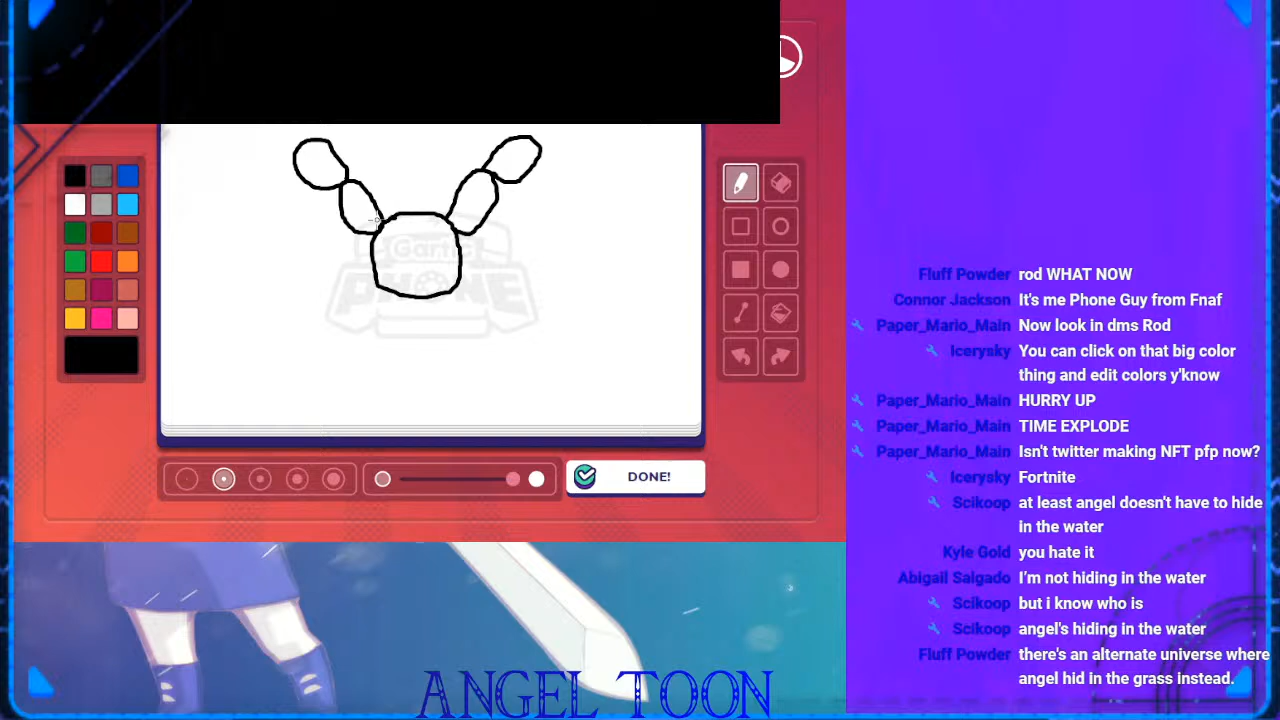 Gartic
PHONE
DONE!
Fluff Powder rod WHAT NOW
Connor Jackson It's me Phone Guy from Fnaf
Paper_Mario_Main Now look in dms Rod
Icerysky You can click on that big color
thing and edit colors y'know
Paper_Mario_Main HURRY UP
Paper_Mario_Main TIME EXPLODE
Paper_Mario_Main Isn't twitter making NFT pfp now?
Icerysky Fortnite
Scikoop at least angel doesn't have to hide
in the water
Kyle Gold you hate it
Abigail Salgado I'm not hiding in the water
Scikoop but i know who is
Scikoop angel's hiding in the water
Fluff Powder there's an alternate universe where
angel hid in the grass instead.
ANGEL TOON